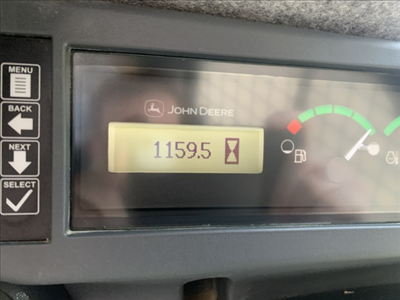 MENU
BACK
NEXT
SELECT
JOHN DEERE
1159.5